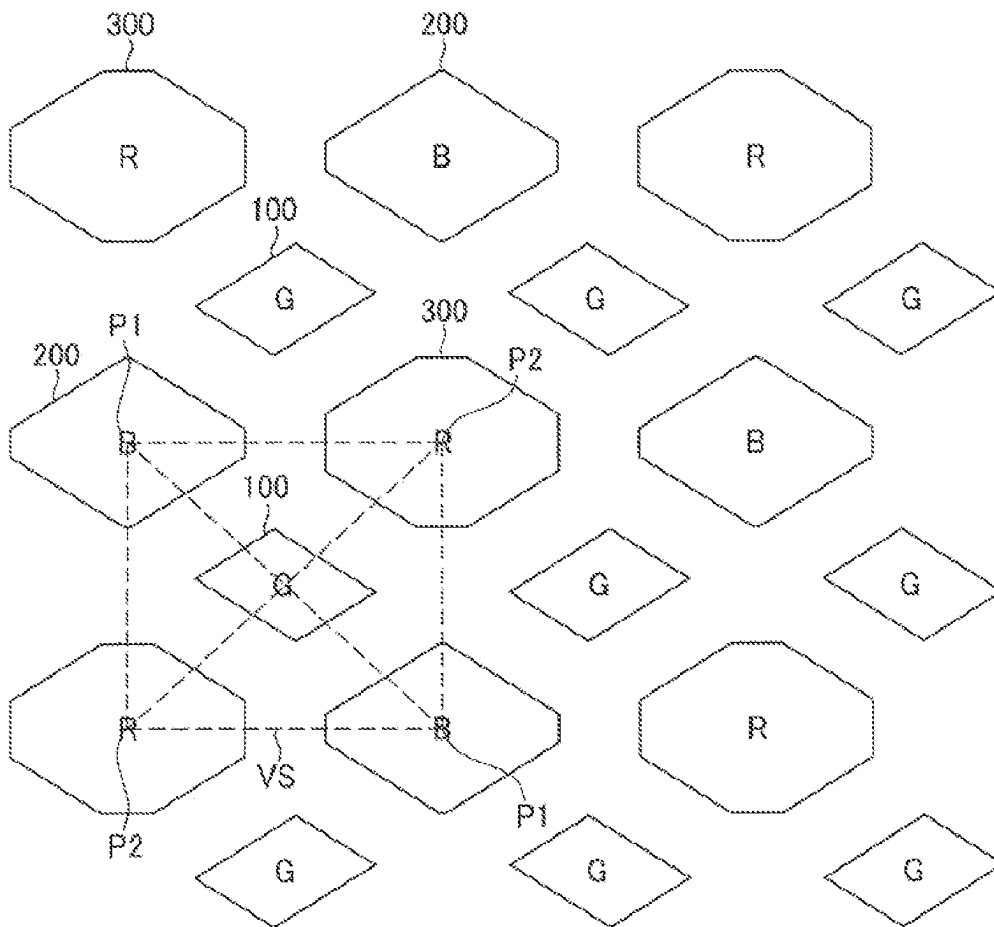 300 200
R B R
100
G G G
P1 300
200 P2
B R B
100
G G G
R B R
VS
P2 P1
G G G